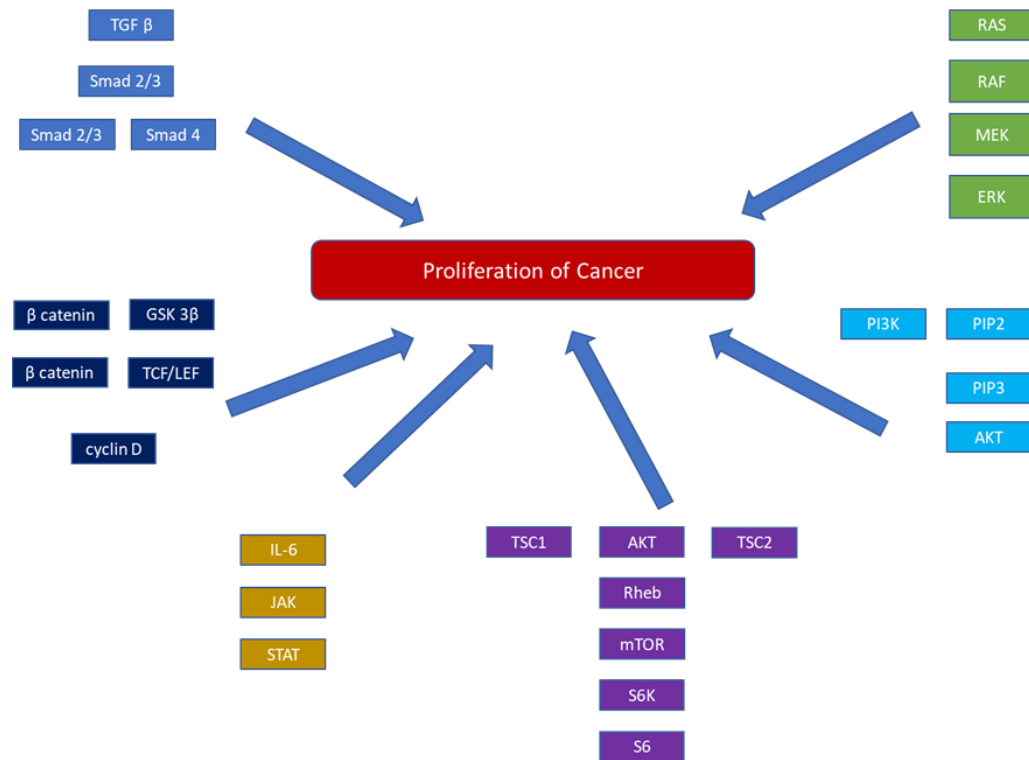 TGF β
Smad 2/3
Smad 2/3
Smad 4
RAS
RAF
MEK
ERK
Proliferation of Cancer
β catenin
GSK 3β
β catenin
TCF/LEF
cyclin D
PI3K
PIP2
PIP3
AKT
IL-6
JAK
STAT
TSC1
AKT
TSC2
Rheb
mTOR
S6K
S6